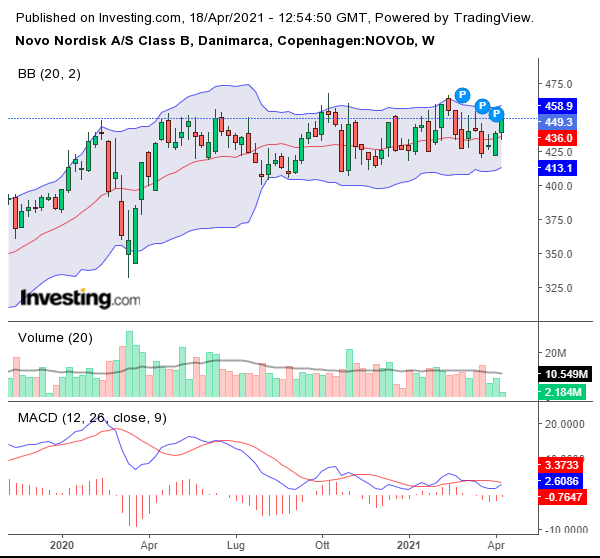 Published on Investing.com, 18/Apr/2021 - 12:54:50 GMT, Powered by TradingView.
Novo Nordisk A/S Class B, Danimarca, Copenhagen:NOVOb, W
BB (20, 2)
P
P
P
475.0
458.9
449.3
436.0
425.0
413.1
400.0
375.0
350.0
325.0
Investing.com
Volume (20)
20M
10.549M
2.184M
MACD (12, 26, close, 9)
20.0000
3.3733
2.6086
-0.7647
-10.0000
2020
Apr
Lug
Ott
2021
Apr